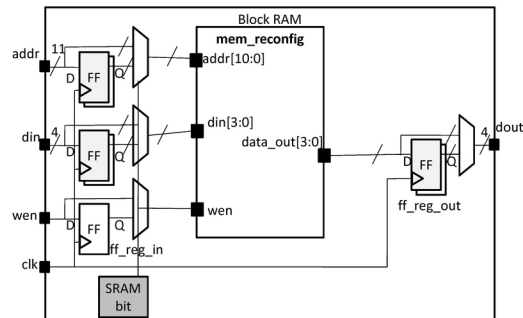 Block RAM
mem_reconfig
addr
11
D
FF
Q
addr[10:0]
din
4
D
FF
Q
din[3:0]
data_out[3:0]
D
FF
Q
4
dout
ff_reg_out
wen
D
FF
Q
wen
ff_reg_in
clk
SRAM
bit